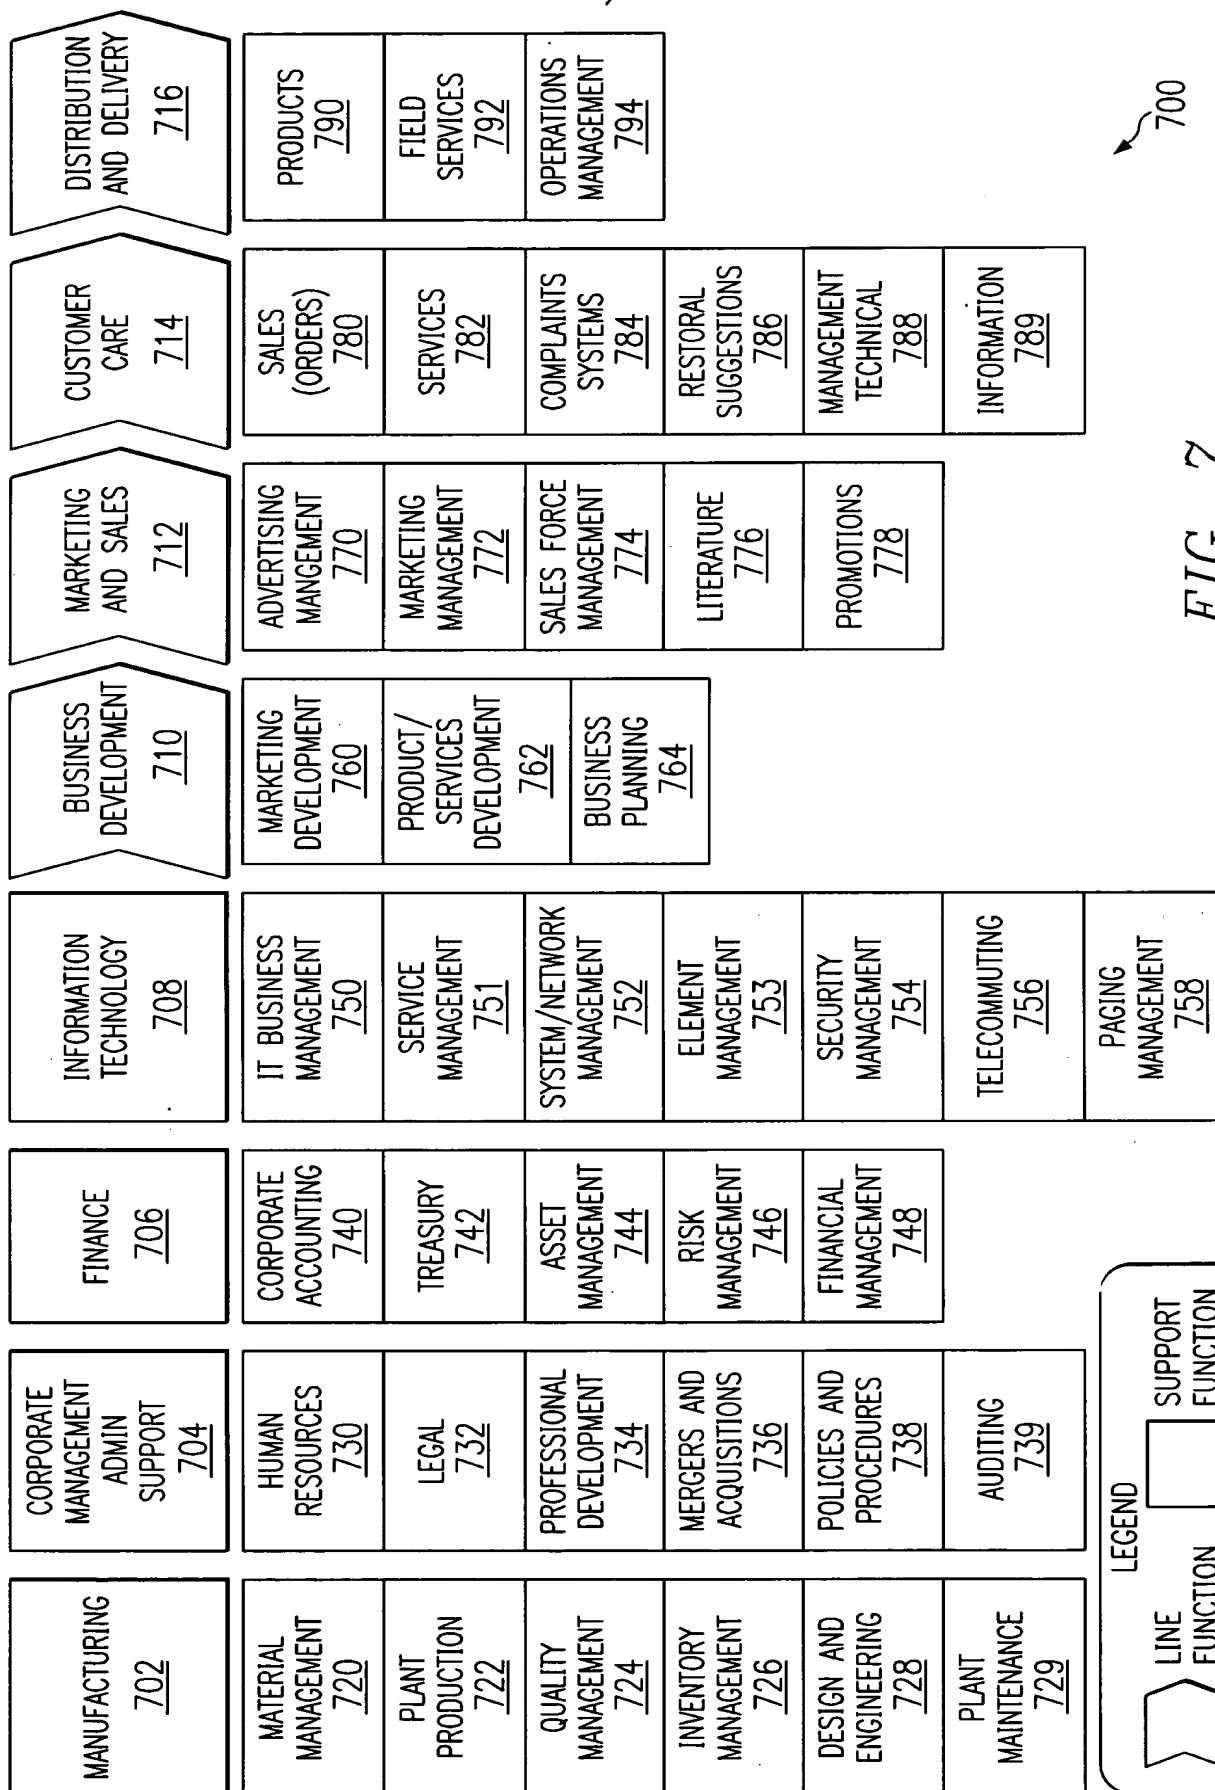 MANUFACTURING
702
MATERIAL
MANAGEMENT
720
PLANT
PRODUCTION
722
QUALITY
MANAGEMENT
724
INVENTORY
MANAGEMENT
726
DESIGN AND
ENGINEERING
728
PLANT
MAINTENANCE
729
CORPORATE
MANAGEMENT
ADMIN
SUPPORT
704
HUMAN
RESOURCES
730
LEGAL
732
PROFESSIONAL
DEVELOPMENT
734
MERGERS AND
ACQUISITIONS
736
POLICIES AND
PROCEDURES
738
AUDITING
739
FINANCE
706
CORPORATE
ACCOUNTING
740
TREASURY
742
ASSET
MANAGEMENT
744
RISK
MANAGEMENT
746
FINANCIAL
MANAGEMENT
748
INFORMATION
TECHNOLOGY
708
IT BUSINESS
MANAGEMENT
750
SERVICE
MANAGEMENT
751
SYSTEM/NETWORK
MANAGEMENT
752
ELEMENT
MANAGEMENT
753
SECURITY
MANAGEMENT
754
TELECOMMUTING
756
PAGING
MANAGEMENT
758
BUSINESS
DEVELOPMENT
710
MARKETING
DEVELOPMENT
760
PRODUCT/
SERVICES
DEVELOPMENT
762
BUSINESS
PLANNING
764
MARKETING
AND SALES
712
ADVERTISING
MANGEMENT
770
MARKETING
MANAGEMENT
772
SALES FORCE
MANAGEMENT
774
LITERATURE
776
PROMOTIONS
778
CUSTOMER
CARE
714
SALES
(ORDERS)
780
SERVICES
782
COMPLAINTS
SYSTEMS
784
RESTORAL
SUGGESTIONS
786
MANAGEMENT
TECHNICAL
788
INFORMATION
789
DISTRIBUTION
AND DELIVERY
716
PRODUCTS
790
FIELD
SERVICES
792
OPERATIONS
MANAGEMENT
794
700
LEGEND
LINE
FUNCTION
SUPPORT
FUNCTION
FIG. 7